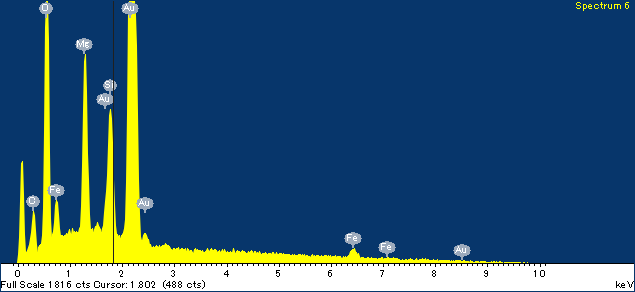 Spectrum 6
O
Au
Mg
Si
Au
O
Fe
Au
Fe
Fe
Au
0 1 2 3 4 5 6 7 8 9 10
Full Scale 1816 cts Cursor: 1.802 (488 cts) keV